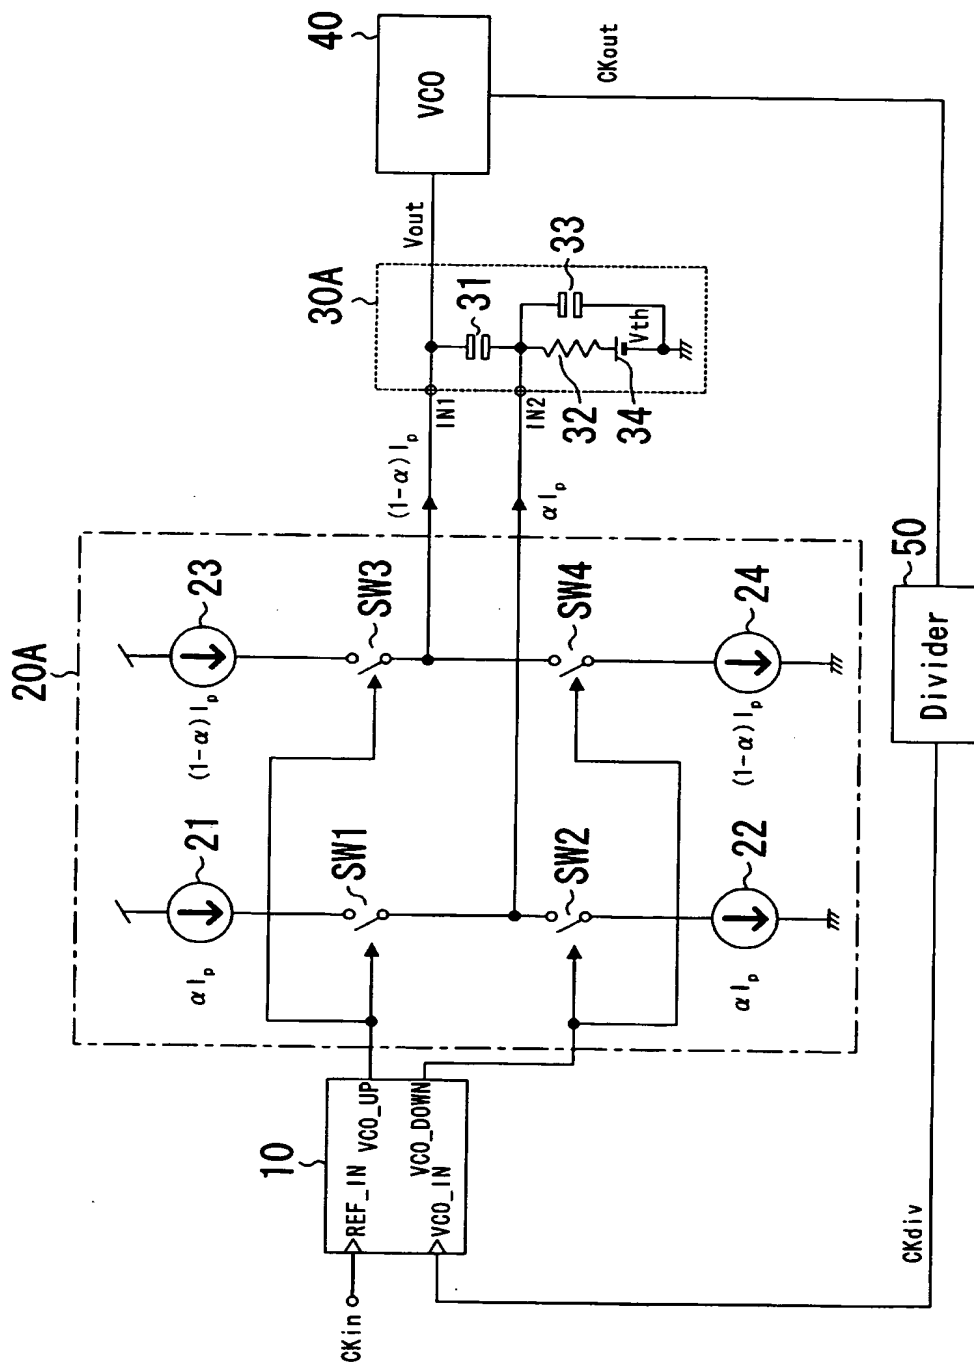 20A
21
αIp
23
(1-α)Ip
SW1
SW3
10
REF_IN
VCO_UP
VCO_DOWN
VCO_IN
CKin
SW2
SW4
22
αIp
24
(1-α)Ip
(1-α)Ip
αIp
30A
IN1
IN2
31
32
33
34
Vth
Vout
40
VCO
CKout
50
Divider
CKdiv